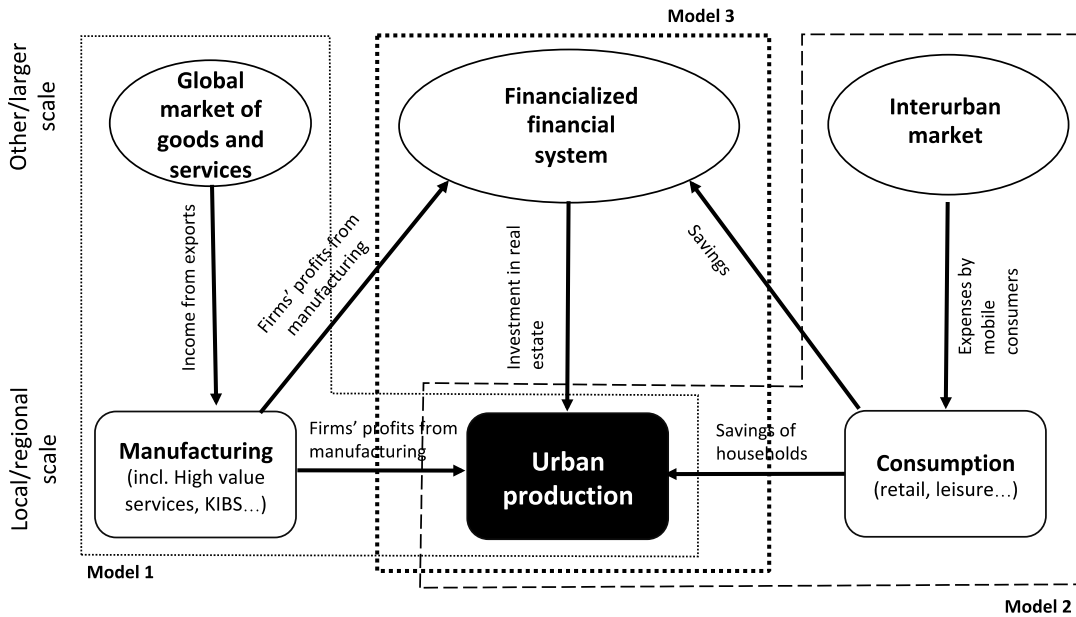 Model 3
Other/larger
scale
Global
market of
goods and
services
Financialized
financial
system
Interurban
market
Income from exports
Firms’ profits from
manufacturing
Investment in real
estate
Savings
Expenses by
mobile
consumers
Local/regional
scale
Manufacturing
(incl. High value
services, KIBS…)
Firms’ profits from
manufacturing
Urban
production
Savings of
households
Consumption
(retail, leisure…)
Model 1
Model 2